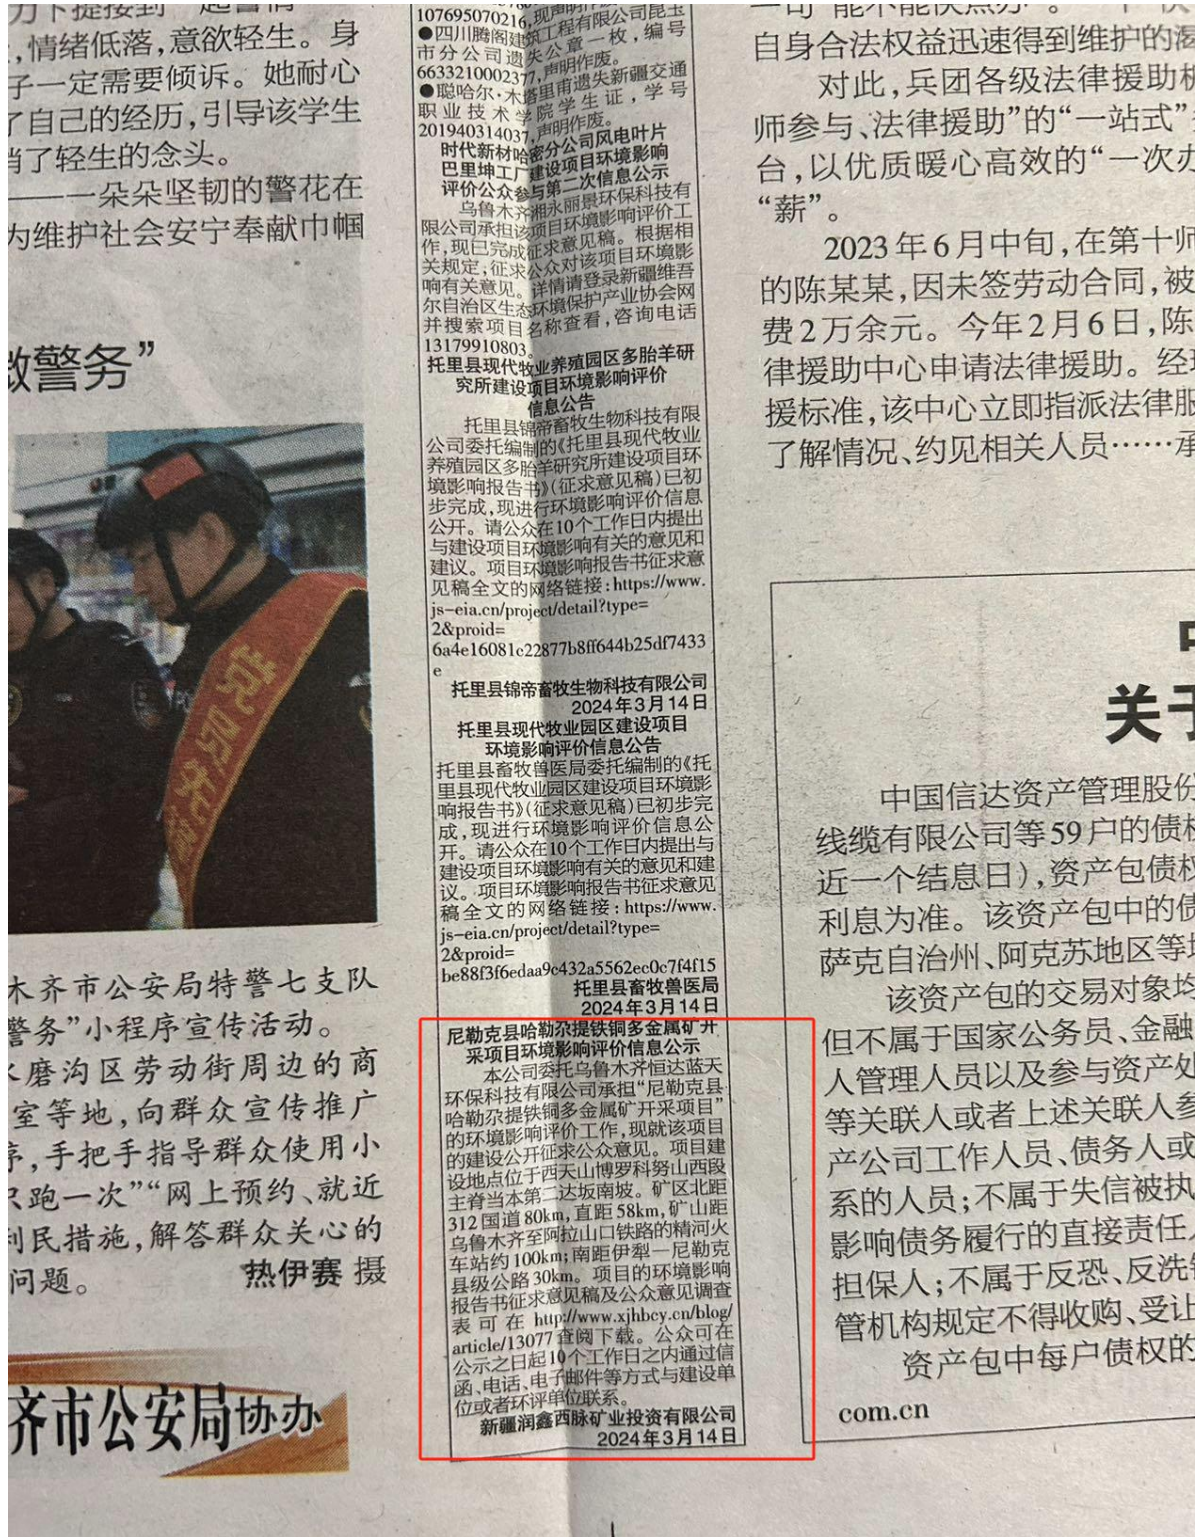 力下提接到一起警情
，情绪低落，意欲轻生。身
子一定需要倾诉。她耐心
了自己的经历，引导该学生
消了轻生的念头。
——一朵朵坚韧的警花在
为维护社会安宁奉献巾帼
微警务”
木齐市公安局特警七支队
警务”小程序宣传活动。
水磨沟区劳动街周边的商
室等地，向群众宣传推广
序，手把手指导群众使用小
只跑一次”“网上预约、就近
利民措施，解答群众关心的
问题。 热伊赛 摄
齐市公安局协办
107695070216，现声明作废。
●四川腾阁建筑工程有限公司昆玉
市分公司遗失公章一枚，编号
6633210002377，声明作废。
●聪哈尔·木塔里甫遗失新疆交通
职业技术学院学生证，学号
201940314037，声明作废。
时代新材哈密分公司风电叶片
巴里坤工厂建设项目环境影响
评价公众参与第二次信息公示
乌鲁木齐湘永丽景环保科技有
限公司承担该项目环境影响评价工
作，现已完成征求意见稿。根据相
关规定，征求公众对该项目环境影
响有关意见。详情请登录新疆维吾
尔自治区生态环境保护产业协会网
并搜索项目名称查看，咨询电话
13179910803。
托里县现代牧业养殖园区多胎羊研
究所建设项目环境影响评价
信息公告
托里县锦帝畜牧生物科技有限
公司委托编制的《托里县现代牧业
养殖园区多胎羊研究所建设项目环
境影响报告书》（征求意见稿）已初
步完成，现进行环境影响评价信息
公开。请公众在10个工作日内提出
与建设项目环境影响有关的意见和
建议。项目环境影响报告书征求意
见稿全文的网络链接：https://www.
js-eia.cn/project/detail?type=
2&proid=
6a4e16081c22877b8ff644b25df7433
e
托里县锦帝畜牧生物科技有限公司
2024年3月14日
托里县现代牧业园区建设项目
环境影响评价信息公告
托里县畜牧兽医局委托编制的《托
里县现代牧业园区建设项目环境影
响报告书》（征求意见稿）已初步完
成，现进行环境影响评价信息公
开。请公众在10个工作日内提出与
建设项目环境影响有关的意见和建
议。项目环境影响报告书征求意见
稿全文的网络链接：https://www.
js-eia.cn/project/detail?type=
2&proid=
be88f3f6edaa9c432a5562ec0c7f4f15
托里县畜牧兽医局
2024年3月14日
尼勒克县哈勒尕提铁铜多金属矿开
采项目环境影响评价信息公示
本公司委托乌鲁木齐恒达蓝天
环保科技有限公司承担“尼勒克县
哈勒尕提铁铜多金属矿开采项目”
的环境影响评价工作，现就该项目
的建设公开征求公众意见。项目建
设地点位于西天山博罗科努山西段
主脊当本第二达坂南坡。矿区北距
312国道80km，直距58km，矿山距
乌鲁木齐至阿拉山口铁路的精河火
车站约100km；南距伊犁—尼勒克
县级公路30km。项目的环境影响
报告书征求意见稿及公众意见调查
表可在http://www.xjhbcy.cn/blog/
article/13077查阅下载。公众可在
公示之日起10个工作日之内通过信
函、电话、电子邮件等方式与建设单
位或者环评单位联系。
新疆润鑫西脉矿业投资有限公司
2024年3月14日
自身合法权益迅速得到维护的渴
对此，兵团各级法律援助机
师参与、法律援助”的“一站式”
台，以优质暖心高效的“一次办
“薪”。
2023年6月中旬，在第十师
的陈某某，因未签劳动合同，被
费2万余元。今年2月6日，陈
律援助中心申请法律援助。经
援标准，该中心立即指派法律服
了解情况、约见相关人员……承
关于
中国信达资产管理股份
线缆有限公司等59户的债权
近一个结息日），资产包债权
利息为准。该资产包中的债
萨克自治州、阿克苏地区等地
该资产包的交易对象均
但不属于国家公务员、金融
人管理人员以及参与资产处
等关联人或者上述关联人参
产公司工作人员、债务人或
系的人员；不属于失信被执
影响债务履行的直接责任人
担保人；不属于反恐、反洗钱
管机构规定不得收购、受让
资产包中每户债权的
com.cn